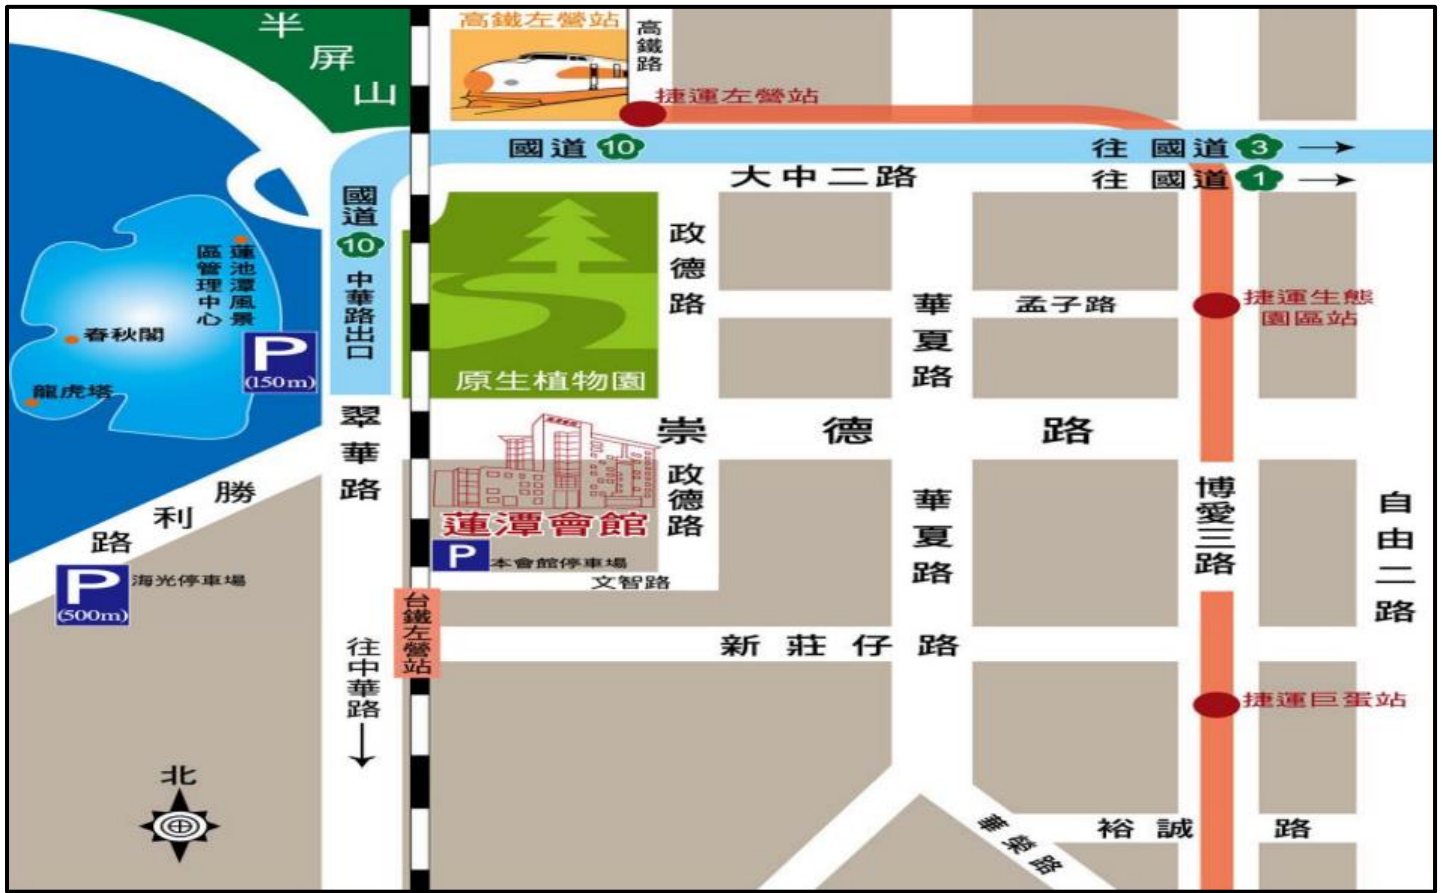 半屏山
高鐵左營站
高鐵路
捷運左營站
國道 10
往 國道 3
大中二路
往 國道 1
國道 10 中華路出口
政德路
蓮池潭風景
區管理中心
春秋閣
龍虎塔
P
(150m)
華夏路
孟子路
捷運生態
園區站
原生植物園
翠華路
崇德路
勝利路
蓮潭會館
政德路
華夏路
博愛三路
自由二路
P
本會館停車場
文智路
P
(500m)
海光停車場
台鐵左營站
往中華路
新莊仔路
捷運巨蛋站
北
華榮路
裕誠路